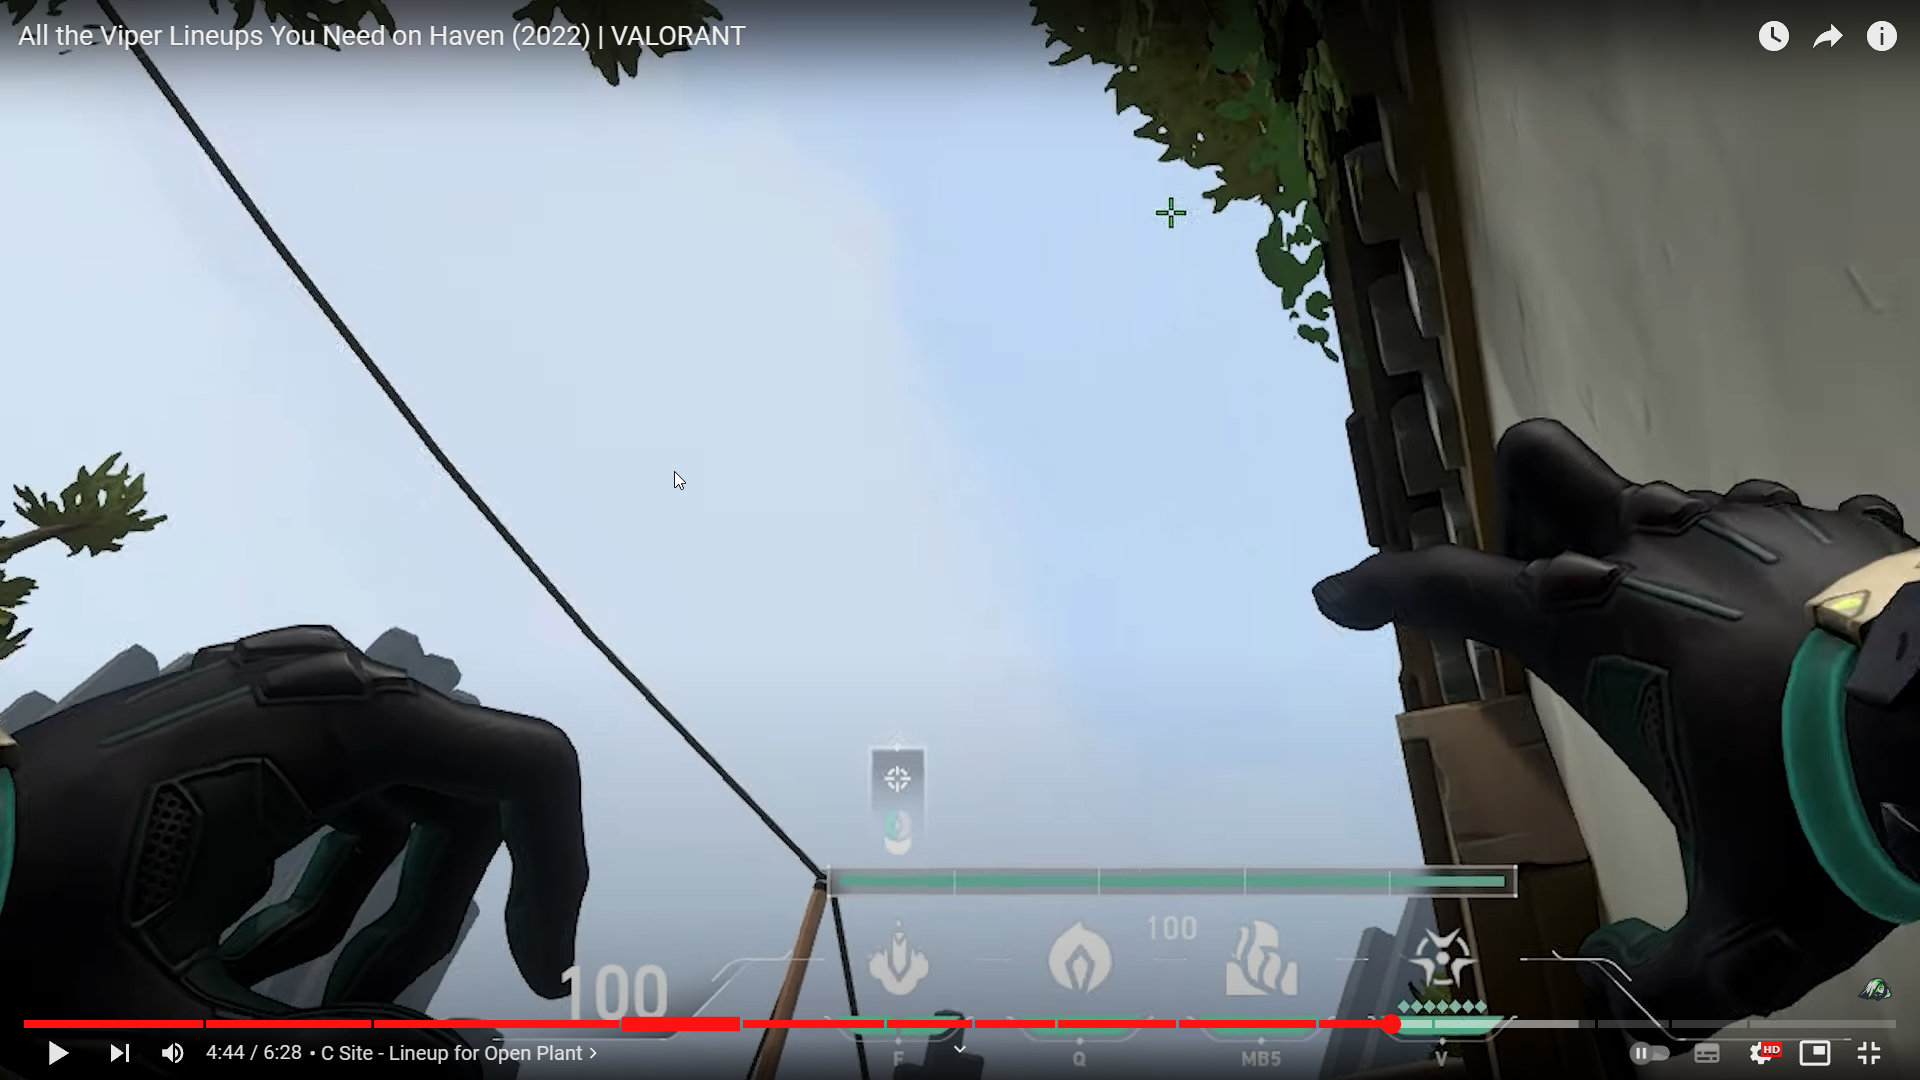 All the Viper Lineups You Need on Haven (2022) | VALORANT
100
100
F
Q
MB5
V
4:44 / 6:28 • C Site - Lineup for Open Plant
HD